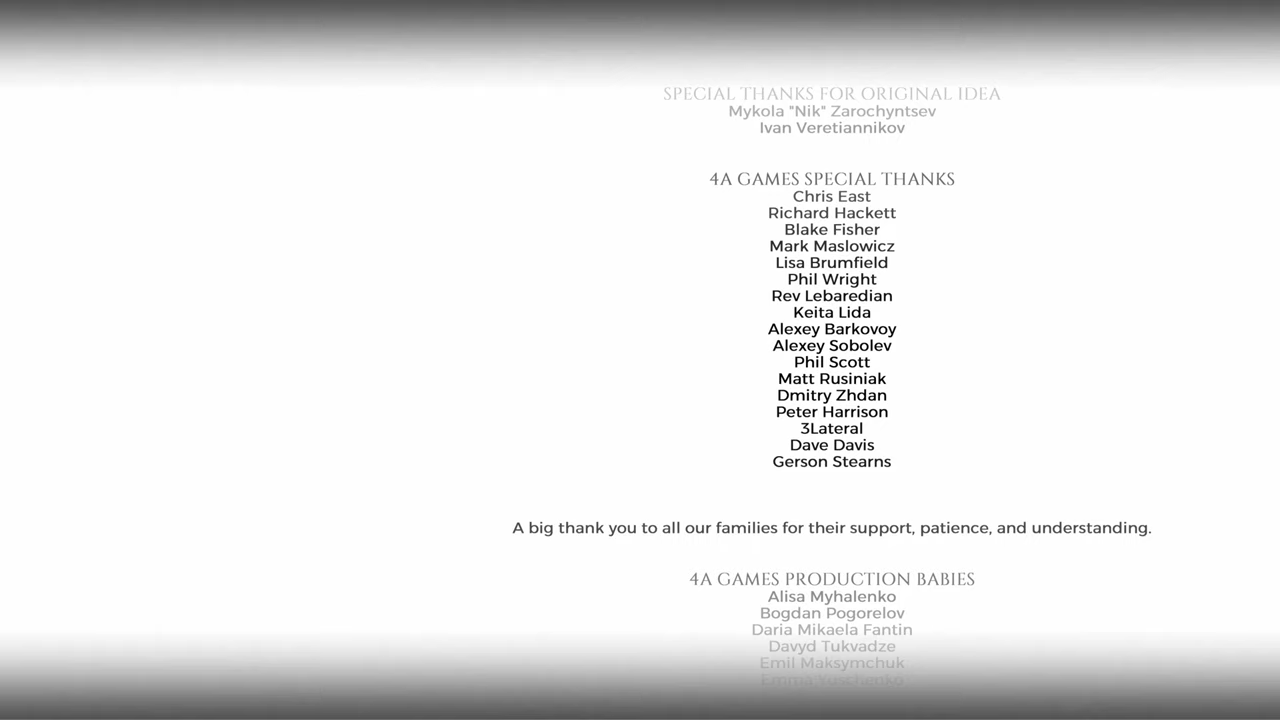 SPECIAL THANKS FOR ORIGINAL IDEA
Mykola "Nik" Zarochyntsev
Ivan Veretiannikov
4A GAMES SPECIAL THANKS
Chris East
Richard Hackett
Blake Fisher
Mark Maslowicz
Lisa Brumfield
Phil Wright
Rev Lebaredian
Keita Lida
Alexey Barkovoy
Alexey Sobolev
Phil Scott
Matt Rusiniak
Dmitry Zhdan
Peter Harrison
3Lateral
Dave Davis
Gerson Stearns
A big thank you to all our families for their support, patience, and understanding.
4A GAMES PRODUCTION BABIES
Alisa Myhalenko
Bogdan Pogorelov
Daria Mikaela Fantin
Davyd Tukvadze
Emil Maksymchuk
Emma Yuschenko